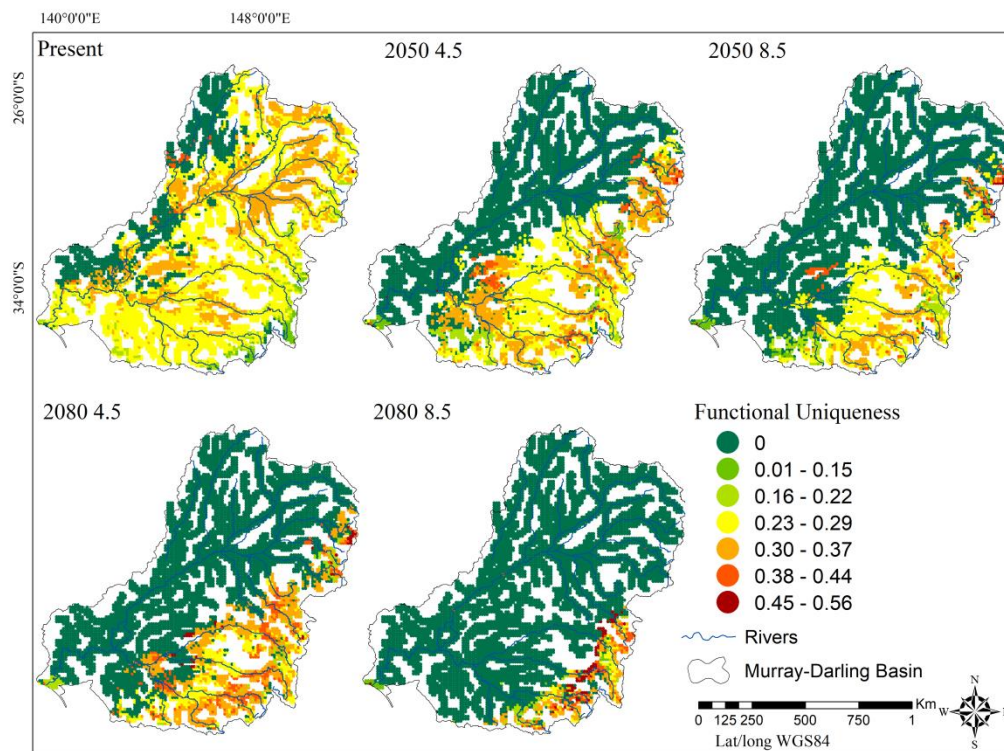 140°0'0"E 148°0'0"E
26°0'0"S
34°0'0"S
Present
2050 4.5
2050 8.5
2080 4.5
2080 8.5
Functional Uniqueness
0
0.01 - 0.15
0.16 - 0.22
0.23 - 0.29
0.30 - 0.37
0.38 - 0.44
0.45 - 0.56
Rivers
Murray-Darling Basin
Km
0 125 250 500 750 1
Lat/long WGS84
N
W
S